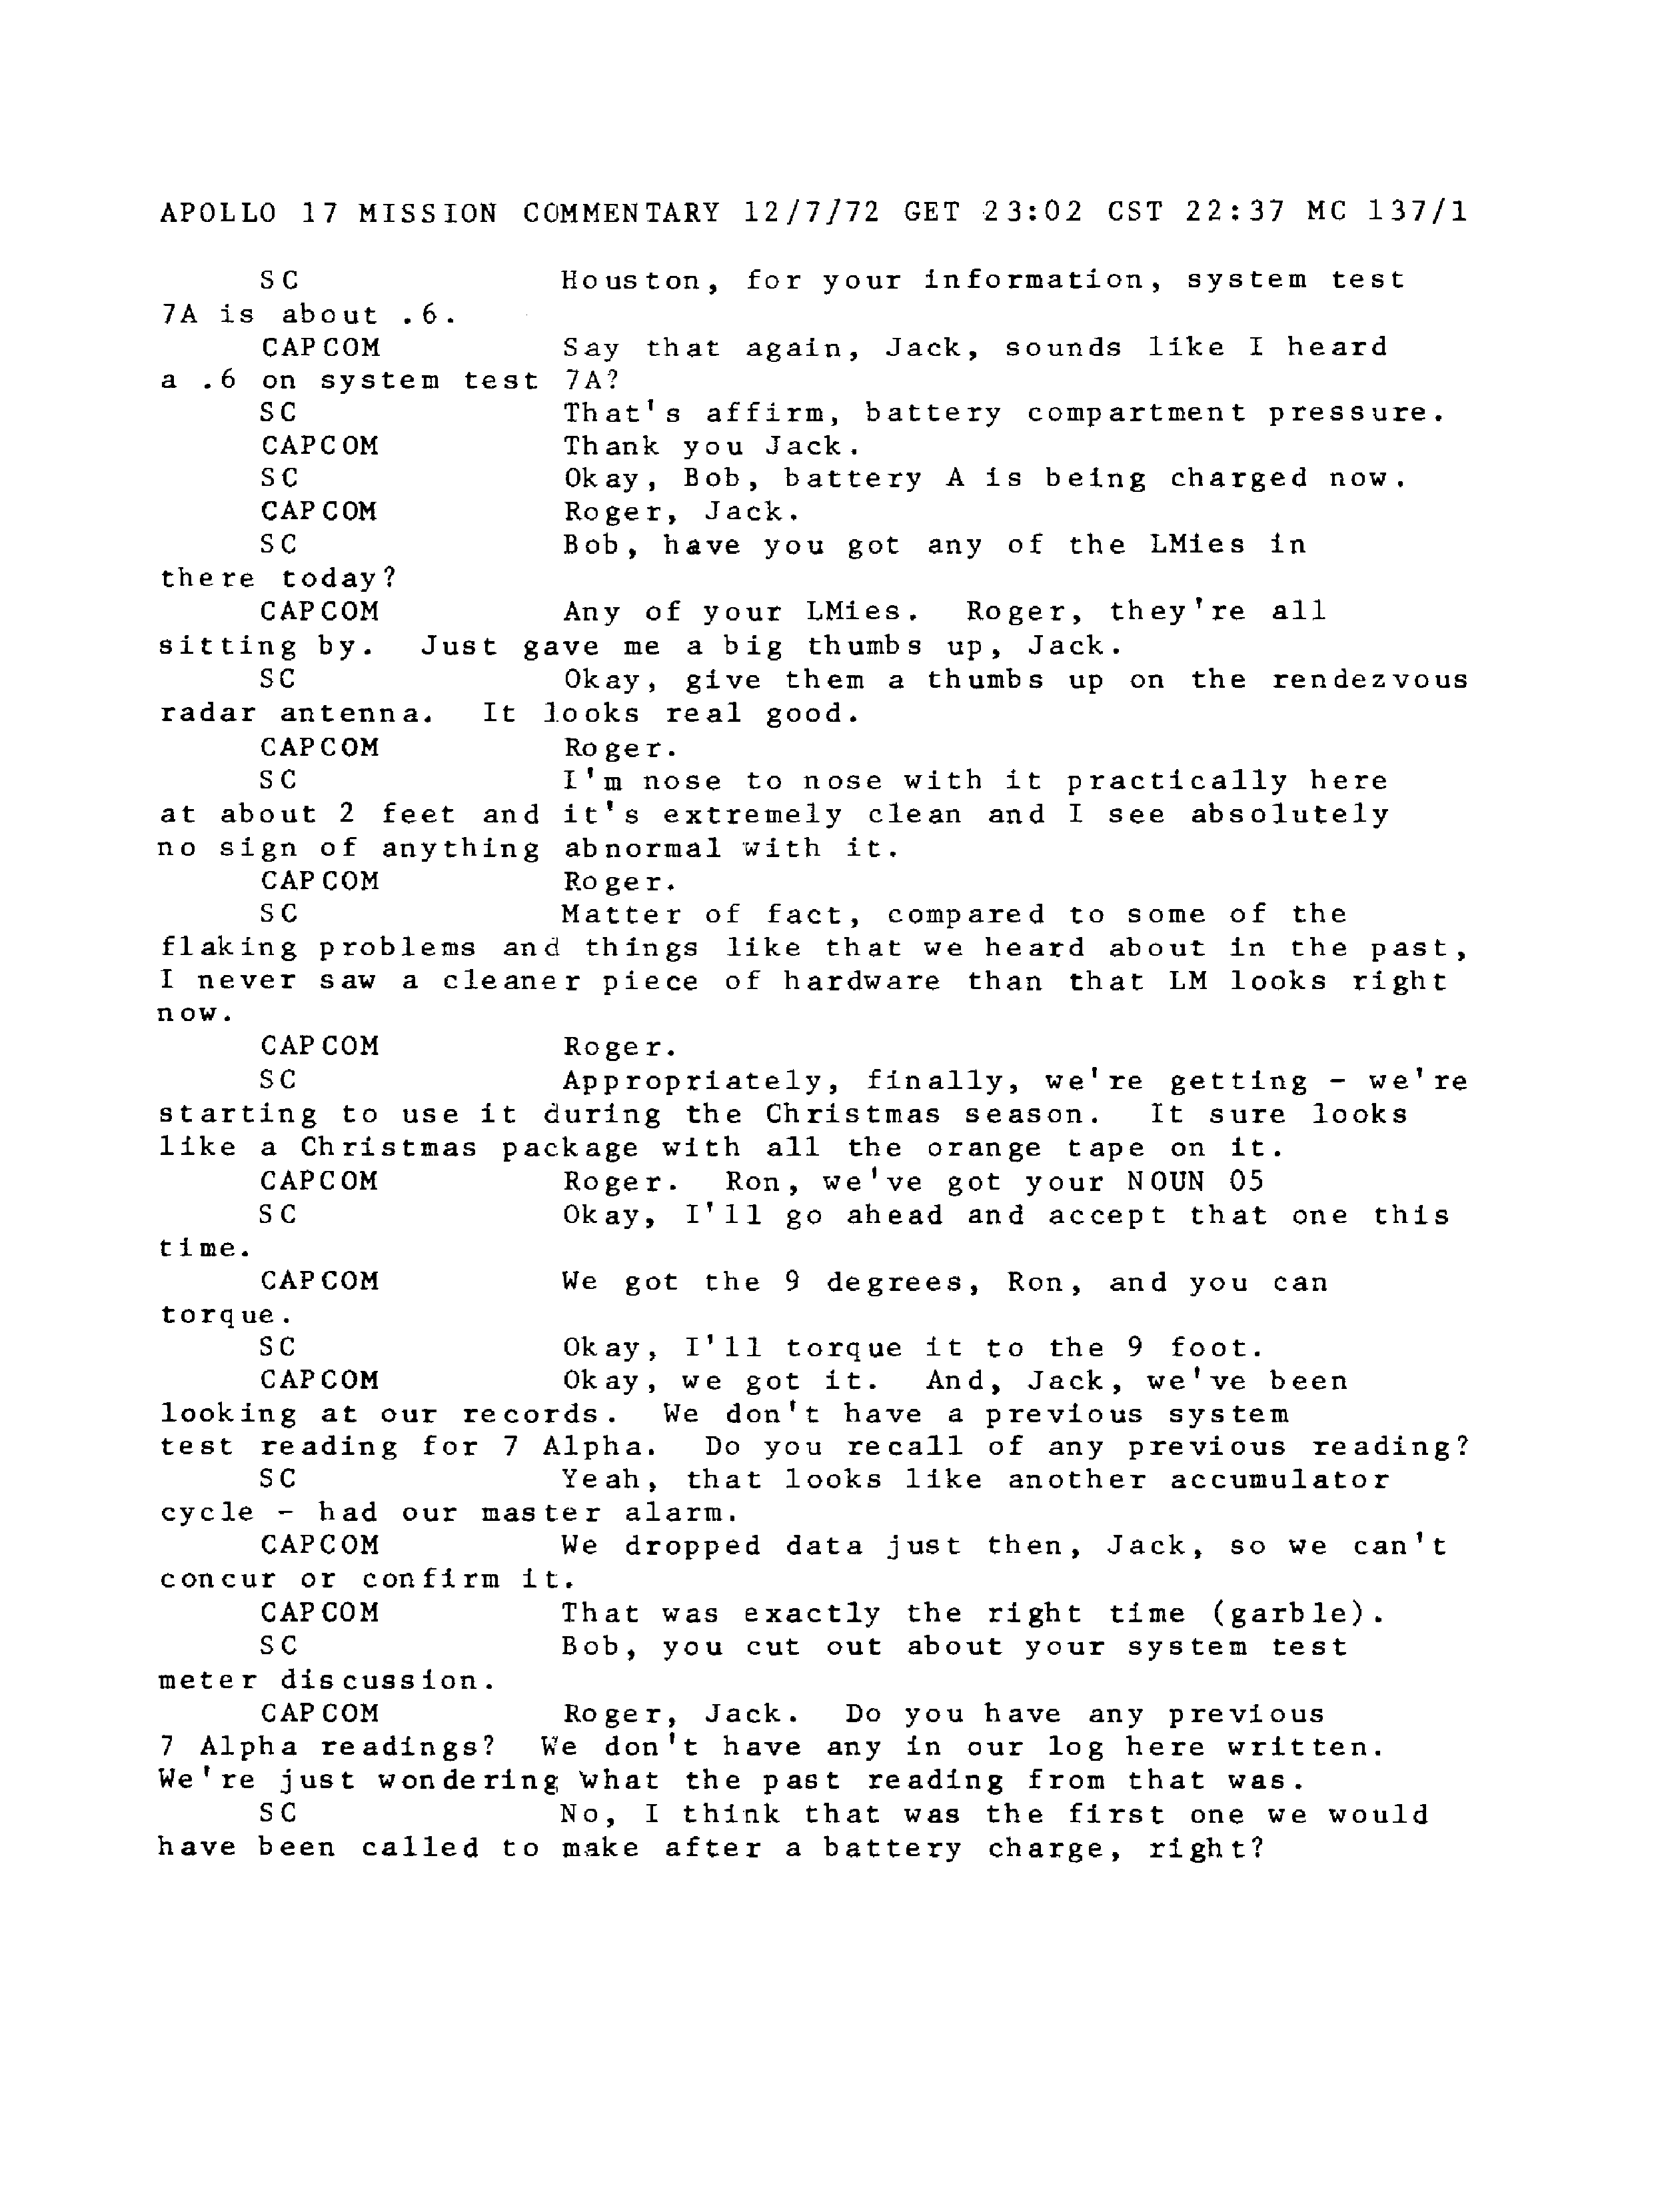 APOLLO 17 MISSION COMMENTARY 12/7/72 GET 23:02 CST 22:37 MC 137/1
SC Houston, for your information, system test
7A is about .6.
CAPCOM Say that again, Jack, sounds like I heard
a .6 on system test 7A?
SC That's affirm, battery compartment pressure.
CAPCOM Thank you Jack.
SC Okay, Bob, battery A is being charged now.
CAPCOM Roger, Jack.
SC Bob, have you got any of the LMies in
there today?
CAPCOM Any of your LMies. Roger, they're all
sitting by. Just gave me a big thumbs up, Jack.
SC Okay, give them a thumbs up on the rendezvous
radar antenna. It looks real good.
CAPCOM Roger.
SC I'm nose to nose with it practically here
at about 2 feet and it's extremely clean and I see absolutely
no sign of anything abnormal with it.
CAPCOM Roger.
SC Matter of fact, compared to some of the
flaking problems and things like that we heard about in the past,
I never saw a cleaner piece of hardware than that LM looks right
now.
CAPCOM Roger.
SC Appropriately, finally, we're getting - we're
starting to use it during the Christmas season. It sure looks
like a Christmas package with all the orange tape on it.
CAPCOM Roger. Ron, we've got your NOUN 05
SC Okay, I'll go ahead and accept that one this
time.
CAPCOM We got the 9 degrees, Ron, and you can
torque.
SC Okay, I'll torque it to the 9 foot.
CAPCOM Okay, we got it. And, Jack, we've been
looking at our records. We don't have a previous system
test reading for 7 Alpha. Do you recall of any previous reading?
SC Yeah, that looks like another accumulator
cycle - had our master alarm.
CAPCOM We dropped data just then, Jack, so we can't
concur or confirm it.
CAPCOM That was exactly the right time (garble).
SC Bob, you cut out about your system test
meter discussion.
CAPCOM Roger, Jack. Do you have any previous
7 Alpha readings? We don't have any in our log here written.
We're just wondering what the past reading from that was.
SC No, I think that was the first one we would
have been called to make after a battery charge, right?